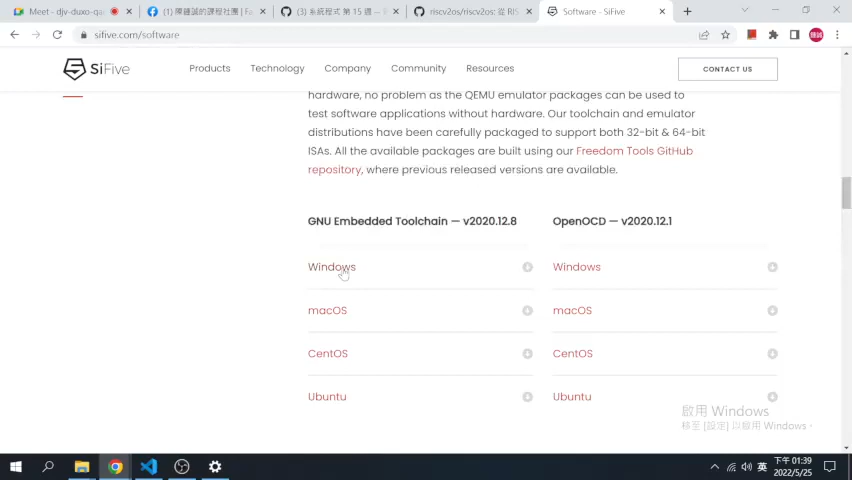 Meet - djv-duxo-qa
(1) 陳鍾誠的課程社團 | Fa
(3) 系統程式 第 15 週 —
riscv2os/riscv2os: 從 RIS
Software - SiFive
sifive.com/software
SiFive
Products
Technology
Company
Community
Resources
CONTACT US
hardware, no problem as the QEMU emulator packages can be used to
test software applications without hardware. Our toolchain and emulator
distributions have been carefully packaged to support both 32-bit & 64-bit
ISAs. All the available packages are built using our Freedom Tools GitHub
repository, where previous released versions are available.
GNU Embedded Toolchain — v2020.12.8
OpenOCD — v2020.12.1
Windows
Windows
macOS
macOS
CentOS
CentOS
Ubuntu
Ubuntu
啟用 Windows
移至 [設定] 以啟用 Windows。
英
下午 01:39
2022/5/25